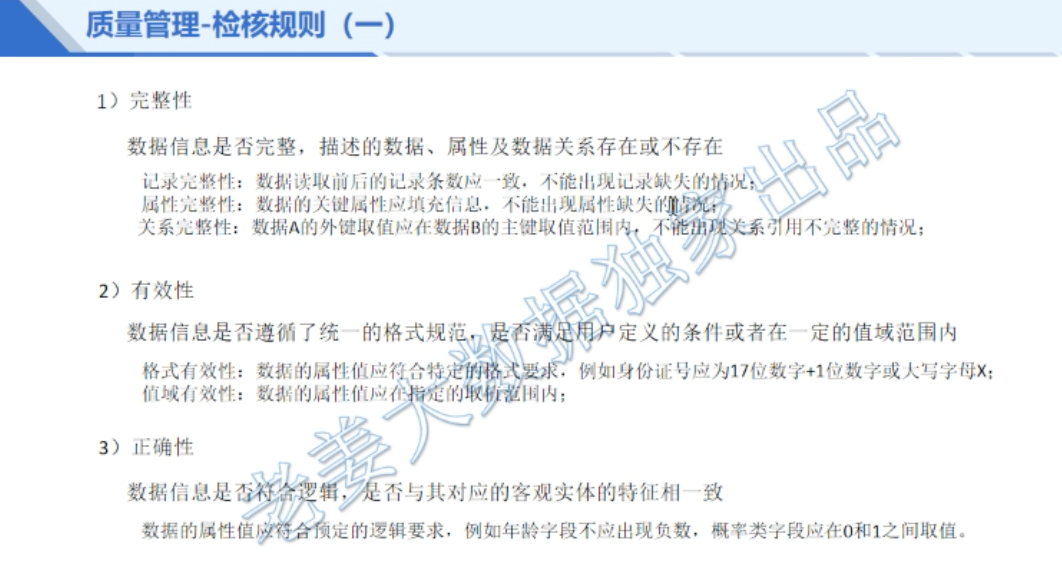 质量管理-检核规则（一）
1）完整性
数据信息是否完整，描述的数据、属性及数据关系存在或不存在
记录完整性：数据读取前后的记录条数应一致，不能出现记录缺失的情况；
属性完整性：数据的关键属性应填充信息，不能出现属性缺失的情况；
关系完整性：数据A的外键取值应在数据B的主键取值范围内，不能出现关系引用不完整的情况；
2）有效性
数据信息是否遵循了统一的格式规范，是否满足用户定义的条件或者在一定的值域范围内
格式有效性：数据的属性值应符合特定的格式要求，例如身份证号应为17位数字+1位数字或大写字母X；
值域有效性：数据的属性值应在指定的取值范围内；
3）正确性
数据信息是否符合逻辑，是否与其对应的客观实体的特征相一致
数据的属性值应符合预定的逻辑要求，例如年龄字段不应出现负数，概率类字段应在0和1之间取值。
老姜大数据独家出品